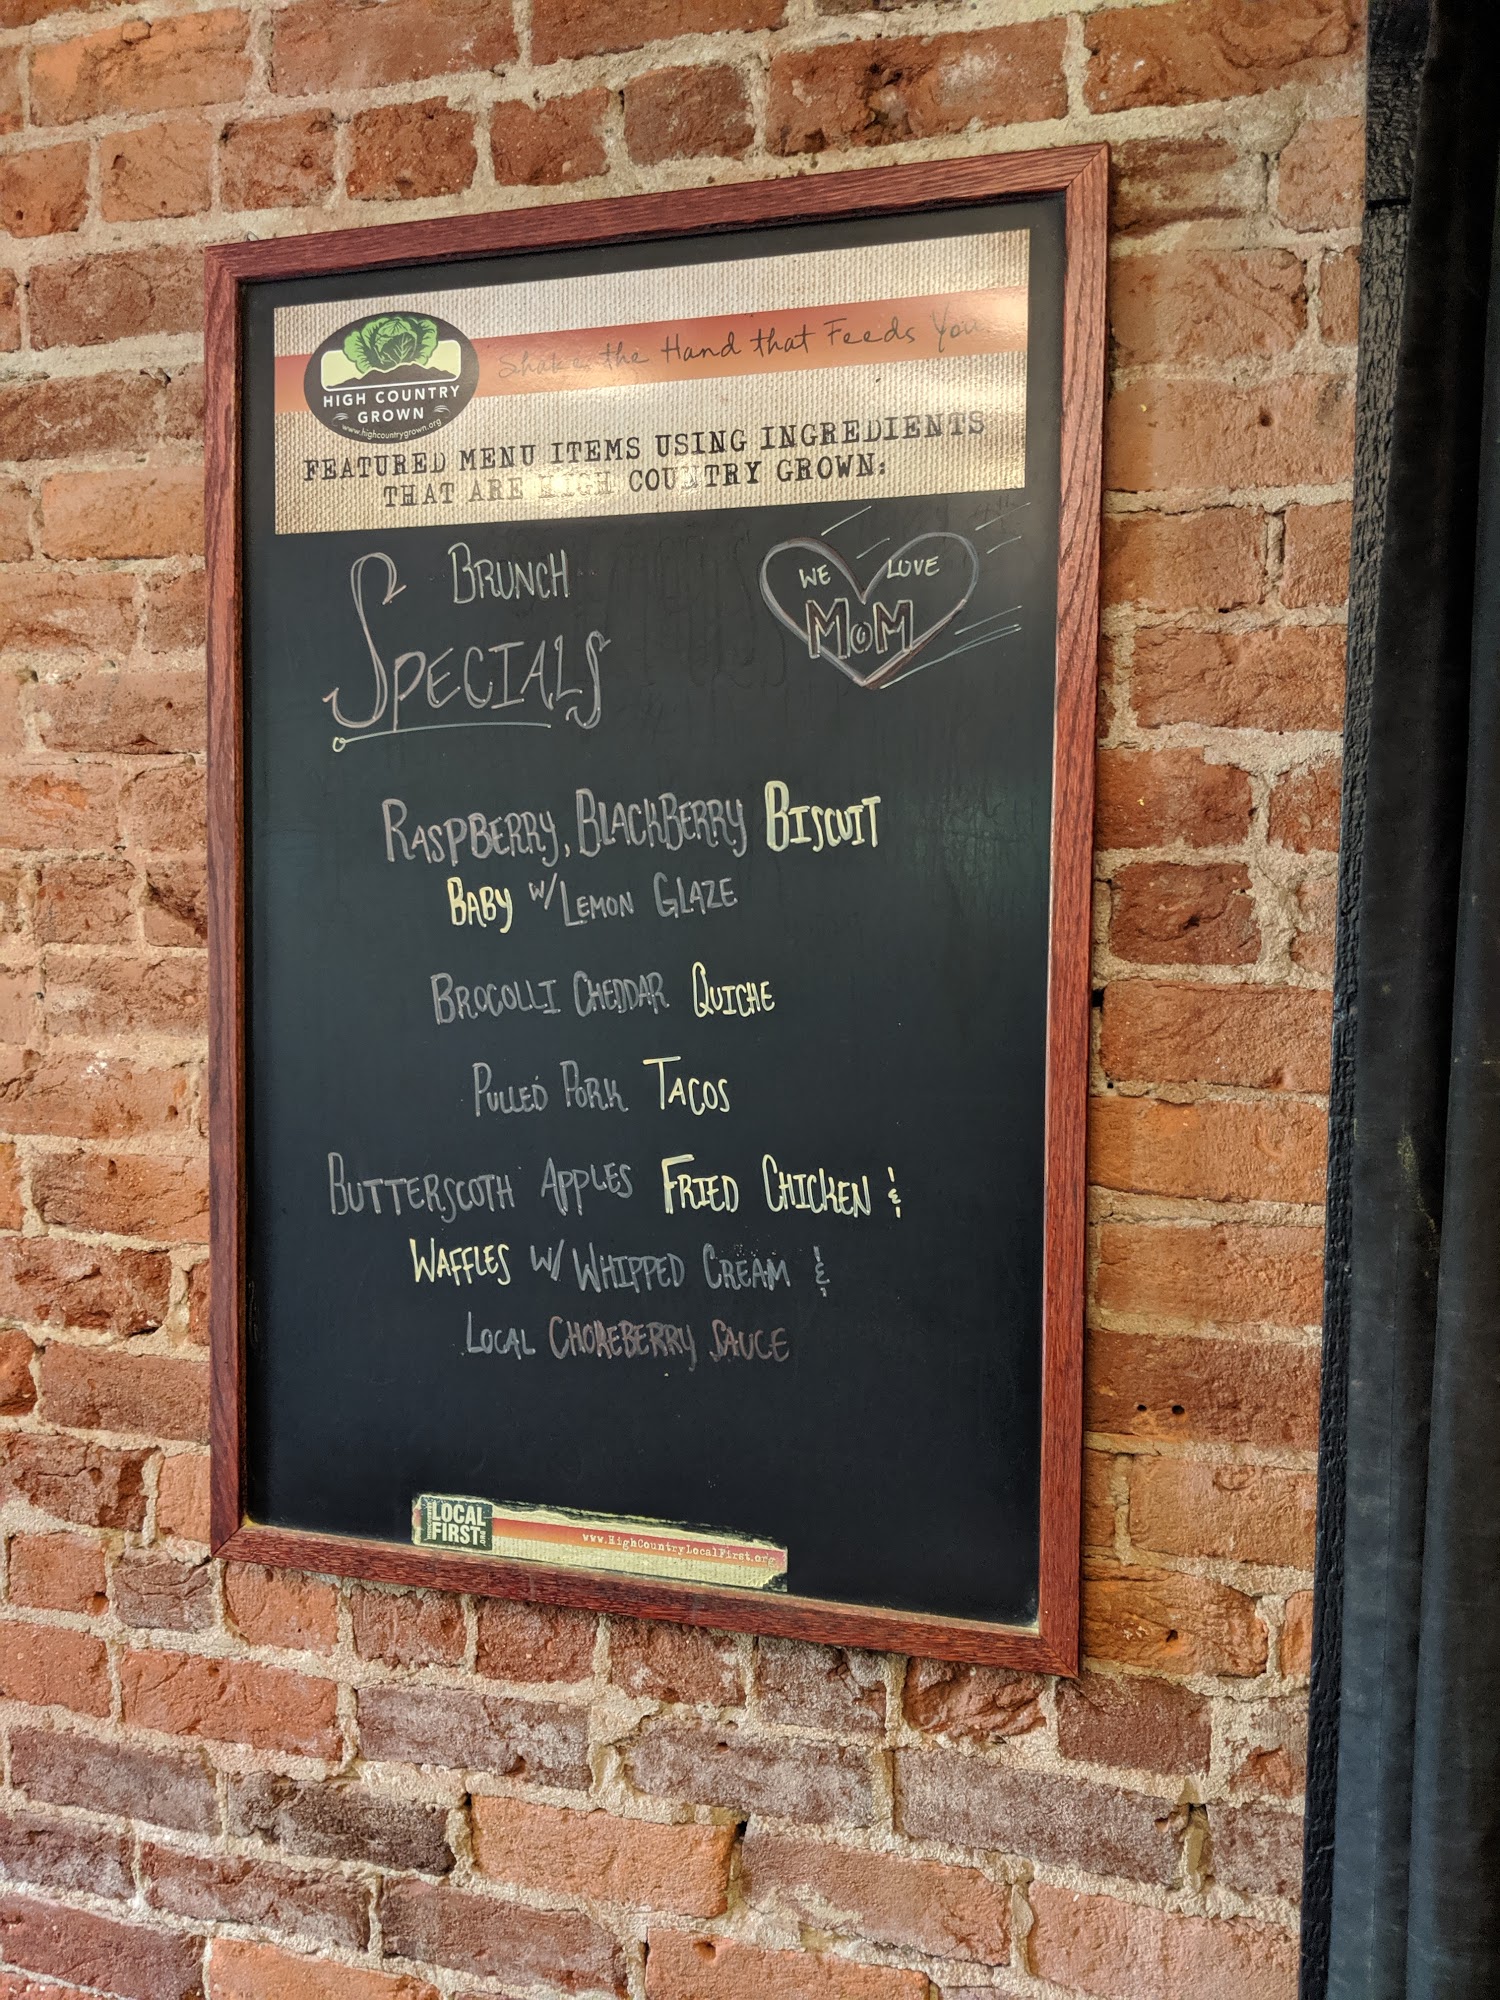 HIGH COUNTRY
GROWN
www.highcountrygrown.org
Shake the Hand that Feeds You
FEATURED MENU ITEMS USING INGREDIENTS
THAT ARE HIGH COUNTRY GROWN:
BRUNCH
SPECIALS
WE LOVE
MOM
RASPBERRY, BLACKBERRY BISCUIT
BABY w/ LEMON GLAZE
BROCOLLI CHEDDAR QUICHE
PULLED PORK TACOS
BUTTERSCOTH APPLES FRIED CHICKEN &
WAFFLES W/ WHIPPED CREAM &
LOCAL CHOKEBERRY SAUCE
LOCAL
FIRST.org
www.HighCountryLocalFirst.org